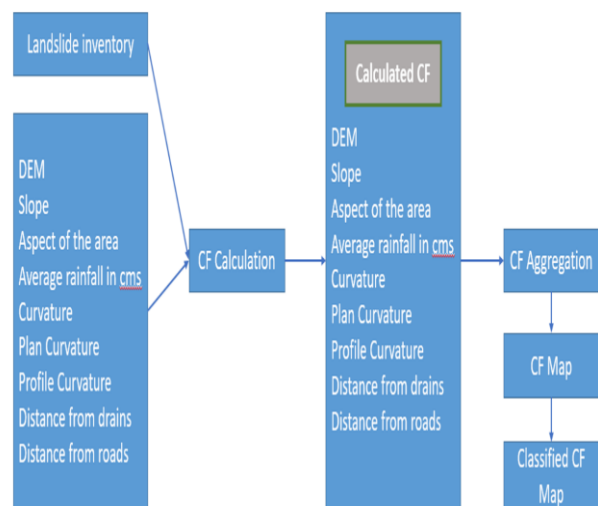 Landslide inventory
DEM
Slope
Aspect of the area
Average rainfall in cms
Curvature
Plan Curvature
Profile Curvature
Distance from drains
Distance from roads
CF Calculation
Calculated CF
DEM
Slope
Aspect of the area
Average rainfall in cms
Curvature
Plan Curvature
Profile Curvature
Distance from drains
Distance from roads
CF Aggregation
CF Map
Classified CF
Map